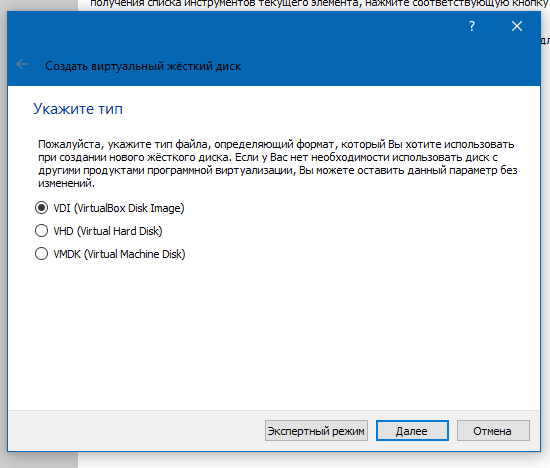 получения списка инструментов текущего элемента, нажмите соответствующую кнопку
?
Создать виртуальный жёсткий диск
Укажите тип
Пожалуйста, укажите тип файла, определяющий формат, который Вы хотите использовать
при создании нового жёсткого диска. Если у Вас нет необходимости использовать диск с
другими продуктами программной виртуализации, Вы можете оставить данный параметр без
изменений.
VDI (VirtualBox Disk Image)
VHD (Virtual Hard Disk)
VMDK (Virtual Machine Disk)
Экспертный режим
Далее
Отмена